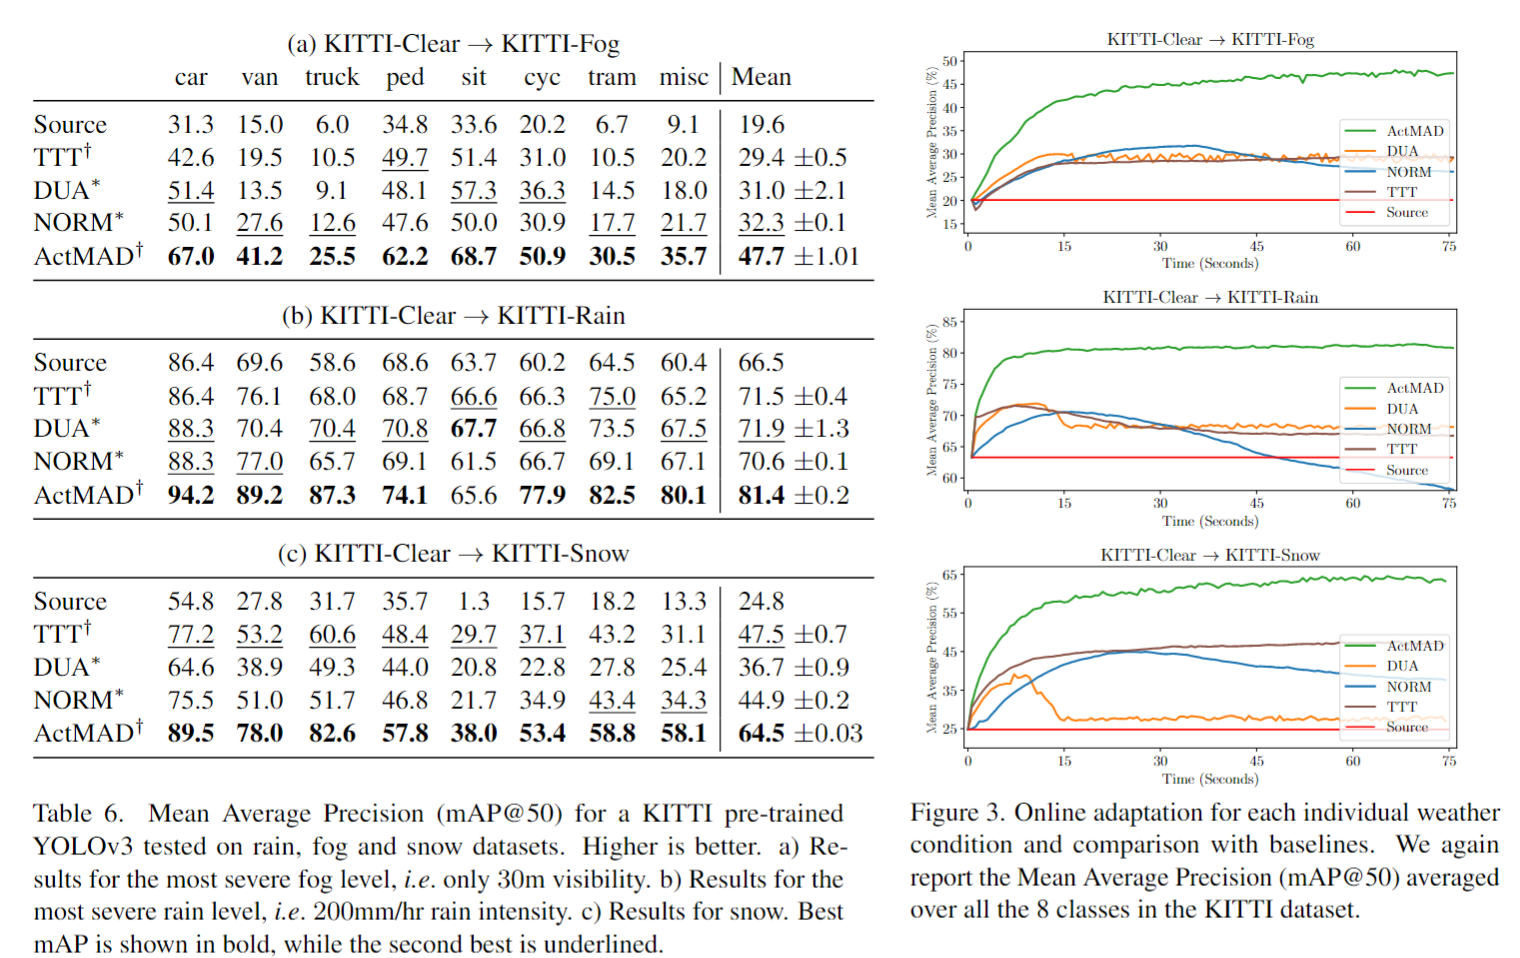 (a) KITTI-Clear → KITTI-Fog
car van truck ped sit cyc tram misc Mean
Source 31.3 15.0 6.0 34.8 33.6 20.2 6.7 9.1 19.6
TTT† 42.6 19.5 10.5 49.7 51.4 31.0 10.5 20.2 29.4 ±0.5
DUA* 51.4 13.5 9.1 48.1 57.3 36.3 14.5 18.0 31.0 ±2.1
NORM* 50.1 27.6 12.6 47.6 50.0 30.9 17.7 21.7 32.3 ±0.1
ActMAD† 67.0 41.2 25.5 62.2 68.7 50.9 30.5 35.7 47.7 ±1.01
(b) KITTI-Clear → KITTI-Rain
Source 86.4 69.6 58.6 68.6 63.7 60.2 64.5 60.4 66.5
TTT† 86.4 76.1 68.0 68.7 66.6 66.3 75.0 65.2 71.5 ±0.4
DUA* 88.3 70.4 70.4 70.8 67.7 66.8 73.5 67.5 71.9 ±1.3
NORM* 88.3 77.0 65.7 69.1 61.5 66.7 69.1 67.1 70.6 ±0.1
ActMAD† 94.2 89.2 87.3 74.1 65.6 77.9 82.5 80.1 81.4 ±0.2
(c) KITTI-Clear → KITTI-Snow
Source 54.8 27.8 31.7 35.7 1.3 15.7 18.2 13.3 24.8
TTT† 77.2 53.2 60.6 48.4 29.7 37.1 43.2 31.1 47.5 ±0.7
DUA* 64.6 38.9 49.3 44.0 20.8 22.8 27.8 25.4 36.7 ±0.9
NORM* 75.5 51.0 51.7 46.8 21.7 34.9 43.4 34.3 44.9 ±0.2
ActMAD† 89.5 78.0 82.6 57.8 38.0 53.4 58.8 58.1 64.5 ±0.03
Table 6. Mean Average Precision (mAP@50) for a KITTI pre-trained
YOLOv3 tested on rain, fog and snow datasets. Higher is better. a) Re-
sults for the most severe fog level, i.e. only 30m visibility. b) Results for the
most severe rain level, i.e. 200mm/hr rain intensity. c) Results for snow. Best
mAP is shown in bold, while the second best is underlined.
KITTI-Clear → KITTI-Fog
Mean Average Precision (%)
50
45
40
35
30
25
20
15
ActMAD
DUA
NORM
TTT
Source
0 15 30 45 60 75
Time (Seconds)
KITTI-Clear → KITTI-Rain
Mean Average Precision (%)
85
80
75
70
65
60
ActMAD
DUA
NORM
TTT
Source
0 15 30 45 60 75
Time (Seconds)
KITTI-Clear → KITTI-Snow
Mean Average Precision (%)
65
55
45
35
25
ActMAD
DUA
NORM
TTT
Source
0 15 30 45 60 75
Time (Seconds)
Figure 3. Online adaptation for each individual weather
condition and comparison with baselines. We again
report the Mean Average Precision (mAP@50) averaged
over all the 8 classes in the KITTI dataset.